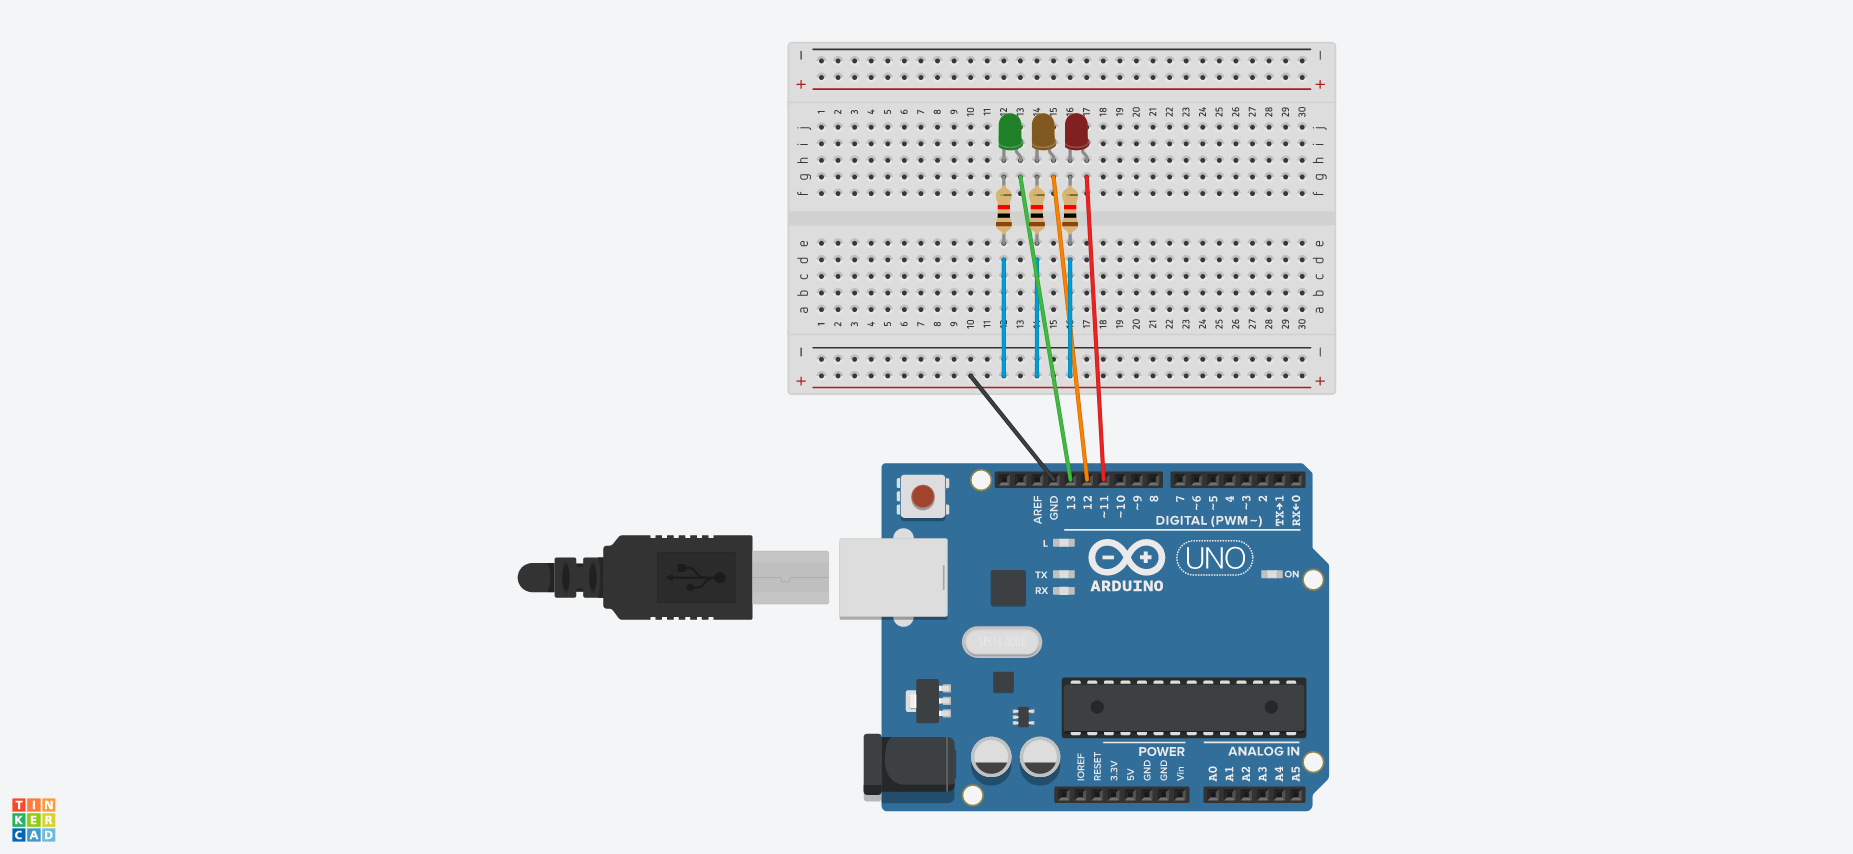 − −
+ +
1 2 3 4 5 6 7 8 9 10 11 12 13 14 15 16 17 18 19 20 21 22 23 24 25 26 27 28 29 30
j j
i i
h h
g g
f f
e e
d d
c c
b b
a a
1 2 3 4 5 6 7 8 9 10 11 12 13 14 15 16 17 18 19 20 21 22 23 24 25 26 27 28 29 30
− −
+ +
AREF GND 13 12 ~11 ~10 ~9 8 7 ~6 ~5 4 ~3 2 TX→1 RX←0
DIGITAL (PWM~)
L
UNO
TX
ON
RX
ARDUINO
POWER ANALOG IN
IOREF RESET 3.3V 5V GND GND Vin A0 A1 A2 A3 A4 A5
TIN
KER
CAD